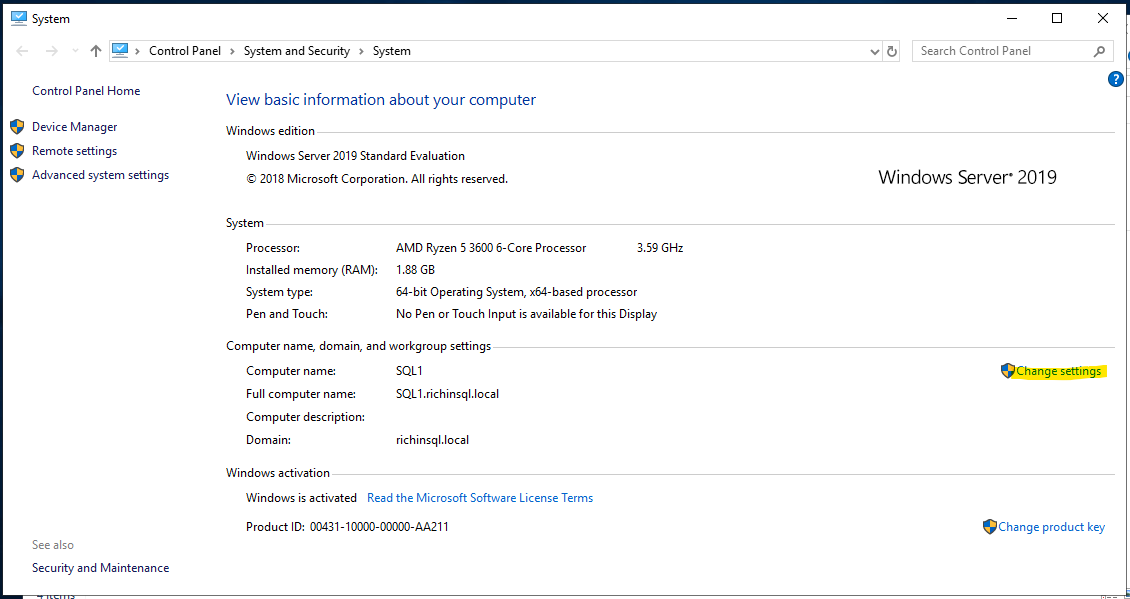 System
Control Panel > System and Security > System
Search Control Panel
?
Control Panel Home
Device Manager
Remote settings
Advanced system settings
View basic information about your computer
Windows edition
Windows Server 2019 Standard Evaluation
© 2018 Microsoft Corporation. All rights reserved.
Windows Server® 2019
System
Processor: AMD Ryzen 5 3600 6-Core Processor 3.59 GHz
Installed memory (RAM): 1.88 GB
System type: 64-bit Operating System, x64-based processor
Pen and Touch: No Pen or Touch Input is available for this Display
Computer name, domain, and workgroup settings
Computer name: SQL1
Change settings
Full computer name: SQL1.richinsql.local
Computer description:
Domain: richinsql.local
Windows activation
Windows is activated Read the Microsoft Software License Terms
Product ID: 00431-10000-00000-AA211
Change product key
See also
Security and Maintenance
4 items